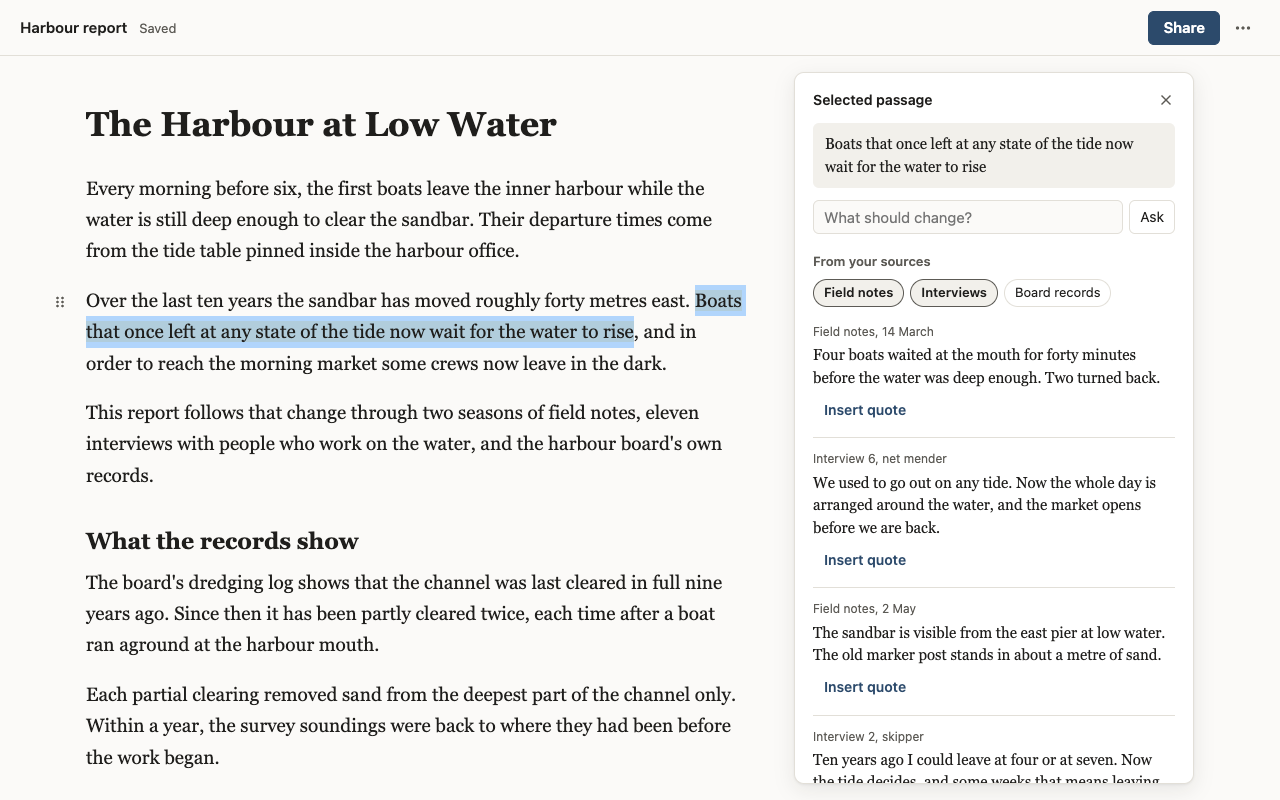 Harbour report Saved
Share
The Harbour at Low Water
Every morning before six, the first boats leave the inner harbour while the
water is still deep enough to clear the sandbar. Their departure times come
from the tide table pinned inside the harbour office.
Over the last ten years the sandbar has moved roughly forty metres east. Boats
that once left at any state of the tide now wait for the water to rise, and in
order to reach the morning market some crews now leave in the dark.
This report follows that change through two seasons of field notes, eleven
interviews with people who work on the water, and the harbour board's own
records.
What the records show
The board's dredging log shows that the channel was last cleared in full nine
years ago. Since then it has been partly cleared twice, each time after a boat
ran aground at the harbour mouth.
Each partial clearing removed sand from the deepest part of the channel only.
Within a year, the survey soundings were back to where they had been before
the work began.
Selected passage
Boats that once left at any state of the tide now
wait for the water to rise
What should change?
Ask
From your sources
Field notes
Interviews
Board records
Field notes, 14 March
Four boats waited at the mouth for forty minutes
before the water was deep enough. Two turned back.
Insert quote
Interview 6, net mender
We used to go out on any tide. Now the whole day is
arranged around the water, and the market opens
before we are back.
Insert quote
Field notes, 2 May
The sandbar is visible from the east pier at low water.
The old marker post stands in about a metre of sand.
Insert quote
Interview 2, skipper
Ten years ago I could leave at four or at seven. Now
the tide decides, and some weeks that means leaving